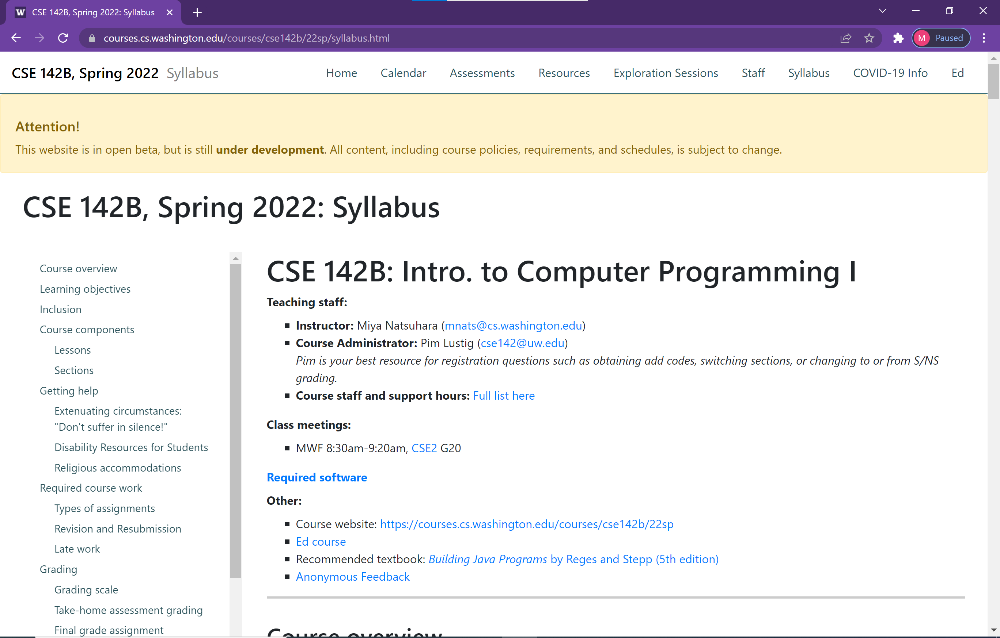 CSE 142B, Spring 2022: Syllabus
courses.cs.washington.edu/courses/cse142b/22sp/syllabus.html
M Paused
CSE 142B, Spring 2022 Syllabus
Home Calendar Assessments Resources Exploration Sessions Staff Syllabus COVID-19 Info Ed
Attention!
This website is in open beta, but is still under development. All content, including course policies, requirements, and schedules, is subject to change.
CSE 142B, Spring 2022: Syllabus
Course overview
Learning objectives
Inclusion
Course components
Lessons
Sections
Getting help
Extenuating circumstances:
"Don't suffer in silence!"
Disability Resources for Students
Religious accommodations
Required course work
Types of assignments
Revision and Resubmission
Late work
Grading
Grading scale
Take-home assessment grading
Final grade assignment
CSE 142B: Intro. to Computer Programming I
Teaching staff:
Instructor: Miya Natsuhara (mnats@cs.washington.edu)
Course Administrator: Pim Lustig (cse142@uw.edu)
Pim is your best resource for registration questions such as obtaining add codes, switching sections, or changing to or from S/NS
grading.
Course staff and support hours: Full list here
Class meetings:
MWF 8:30am-9:20am, CSE2 G20
Required software
Other:
Course website: https://courses.cs.washington.edu/courses/cse142b/22sp
Ed course
Recommended textbook: Building Java Programs by Reges and Stepp (5th edition)
Anonymous Feedback
Course overview